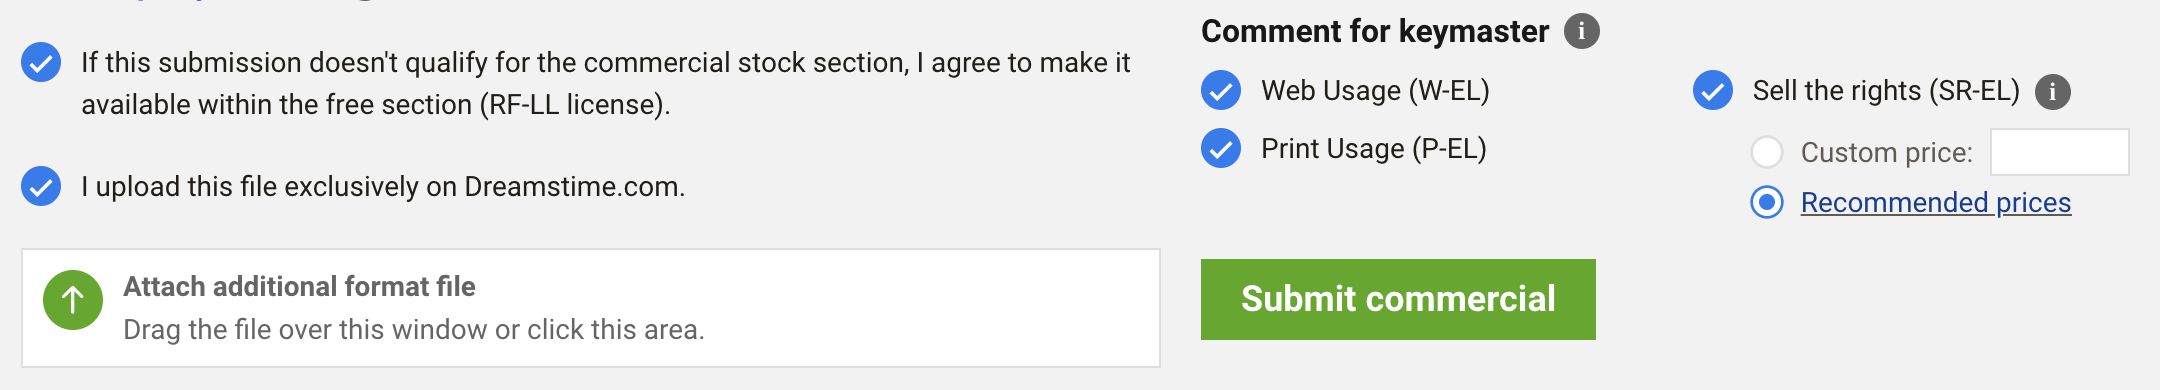 If this submission doesn't qualify for the commercial stock section, I agree to make it
available within the free section (RF-LL license).
I upload this file exclusively on Dreamstime.com.
Attach additional format file
Drag the file over this window or click this area.
Comment for keymaster
Web Usage (W-EL)
Print Usage (P-EL)
Sell the rights (SR-EL)
Custom price:
Recommended prices
Submit commercial